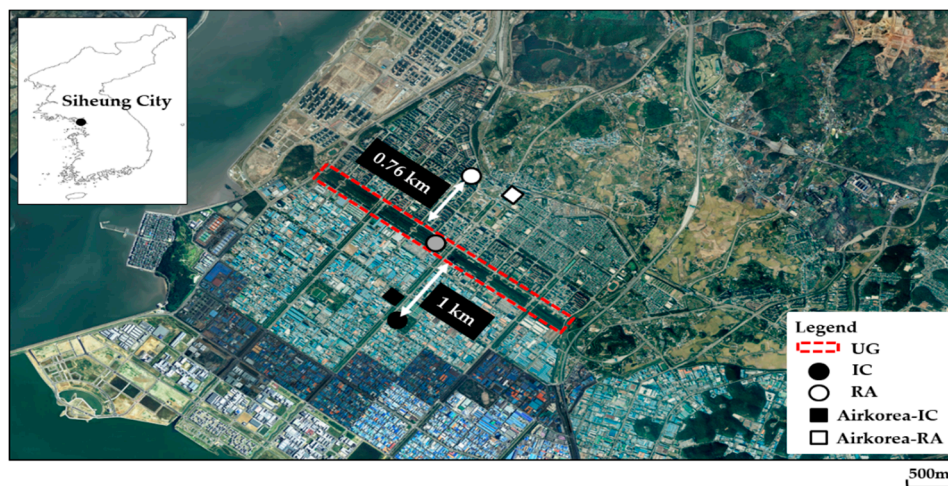 Siheung City
0.76 km
1 km
Legend
UG
IC
RA
Airkorea-IC
Airkorea-RA
500m